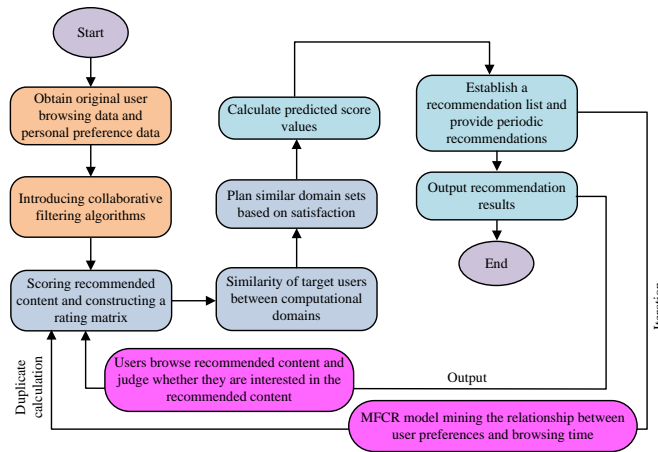 Start
Obtain original user
browsing data and
personal preference
data
Introducing collaborative
filtering algorithms
Scoring recommended
content and constructing a
rating matrix
Similarity of target users
between computational
domains
Plan similar domain sets
based on satisfaction
Calculate predicted score
values
Establish a
recommendation list and
provide periodic
recommendations
Output recommendation
results
End
Users browse recommended content and
judge whether they are interested in the
recommended content
Output
MFCR model mining the relationship between
user preferences and browsing time
Duplicate
calculation
Iteration